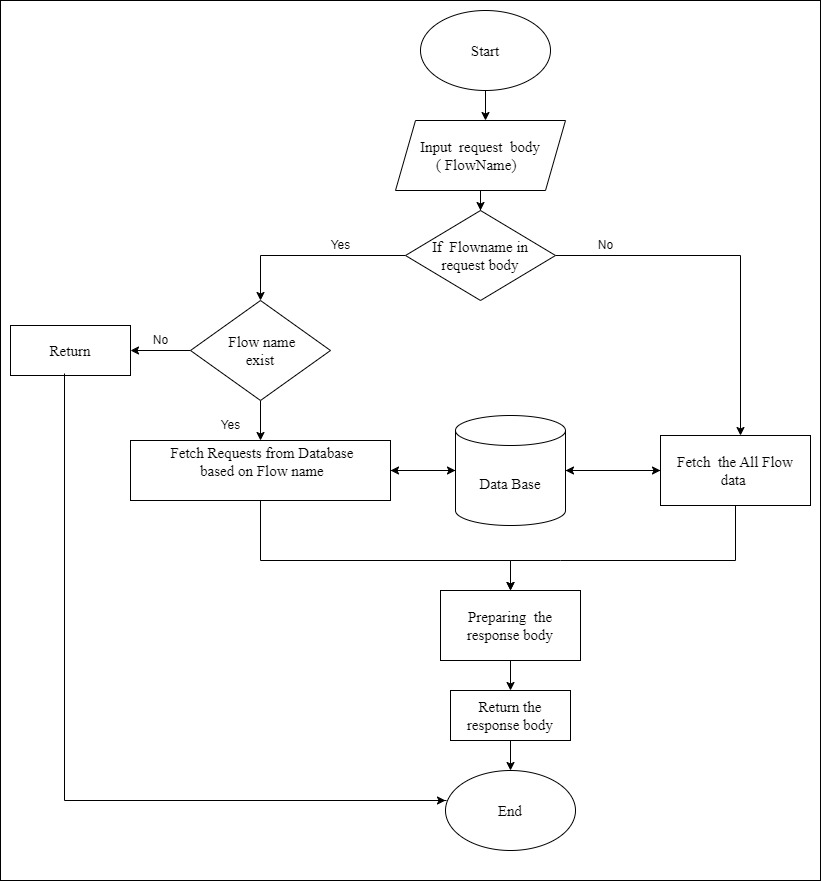 Start
Input request body
( FlowName)
If Flowname in
request body
Yes
No
Flow name
exist
No
Return
Yes
Fetch Requests from Database
based on Flow name
Data Base
Fetch the All Flow
data
Preparing the
response body
Return the
response body
End